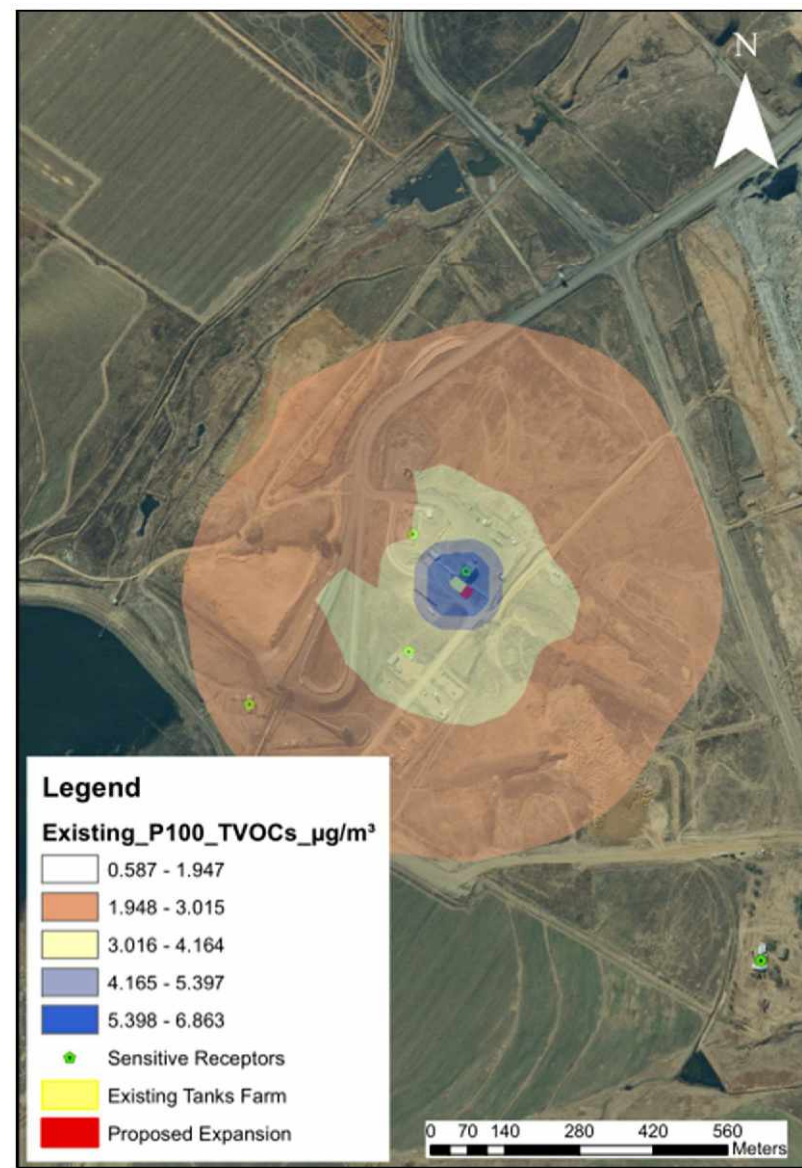 N
Legend
Existing_P100_TVOCs_µg/m³
0.587 - 1.947
1.948 - 3.015
3.016 - 4.164
4.165 - 5.397
5.398 - 6.863
Sensitive Receptors
Existing Tanks Farm
Proposed Expansion
0 70 140 280 420 560
Meters